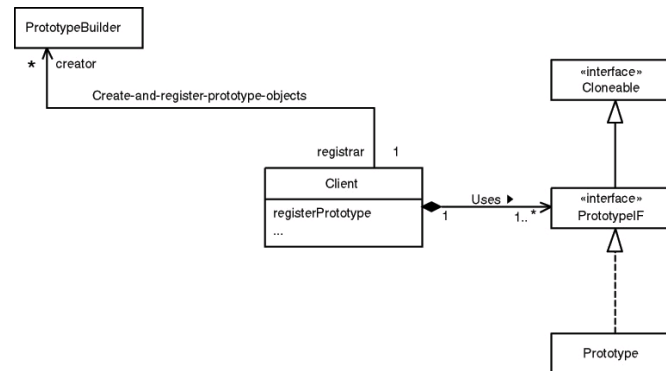 PrototypeBuilder
* creator
Create-and-register-prototype-objects
registrar 1
Client
registerPrototype
...
Uses
1 1..*
«interface»
Cloneable
«interface»
PrototypeIF
Prototype